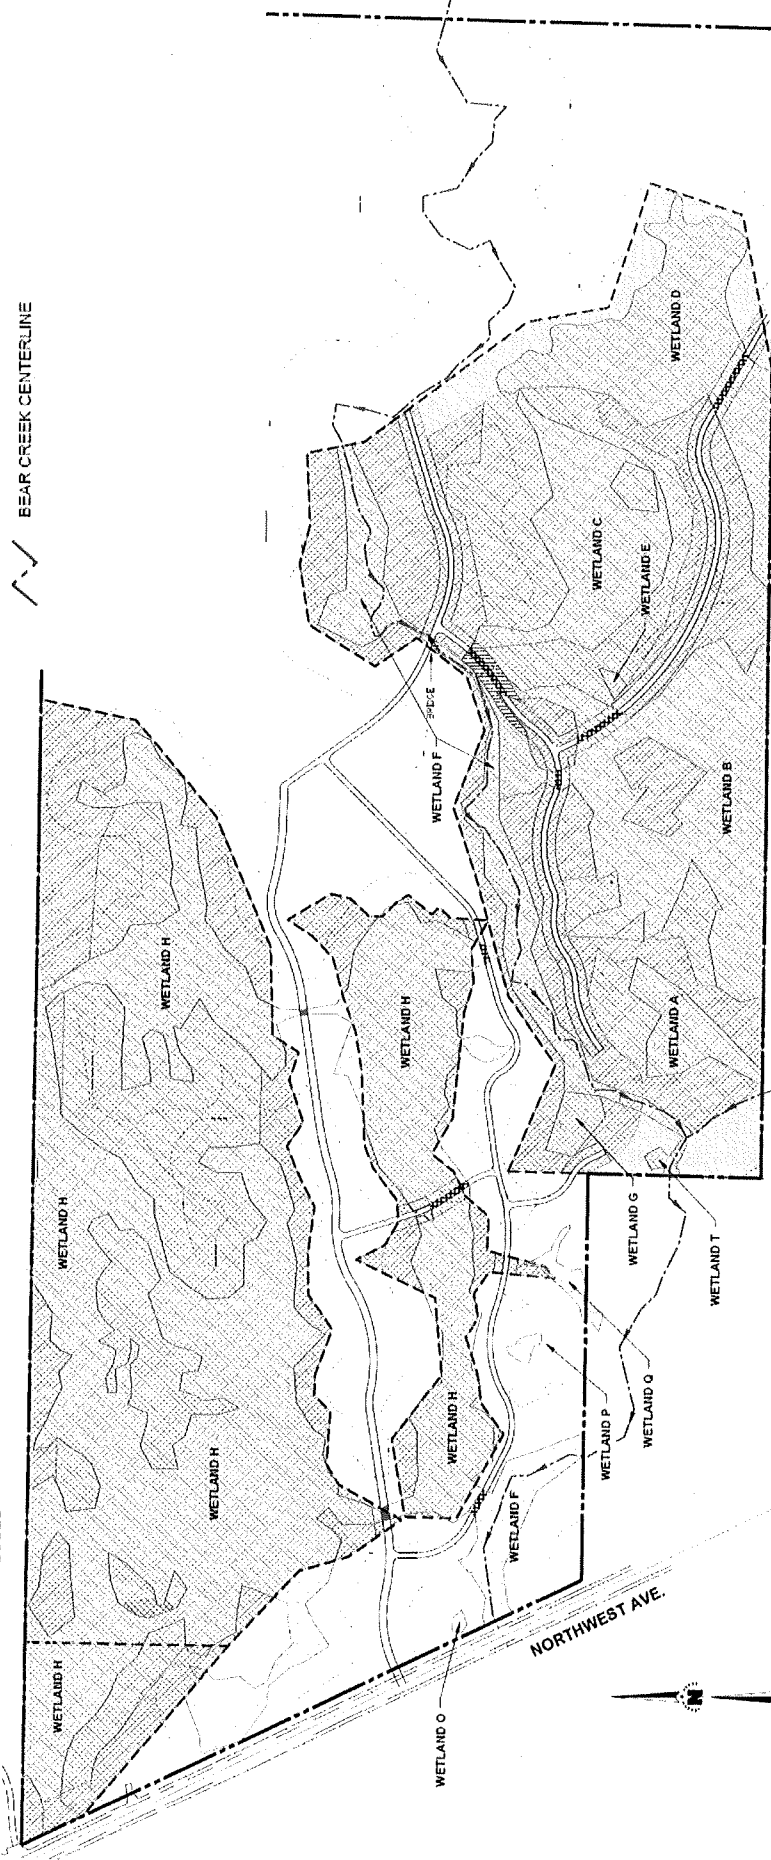 BEAR CREEK CENTERLINE
WETLAND H
WETLAND H
WETLAND H
WETLAND H
WETLAND H
WETLAND H
WETLAND D
WETLAND C
WETLAND E
WETLAND B
WETLAND F
BRIDGE
WETLAND A
WETLAND G
WETLAND T
WETLAND Q
WETLAND P
WETLAND F
WETLAND O
NORTHWEST AVE.
N